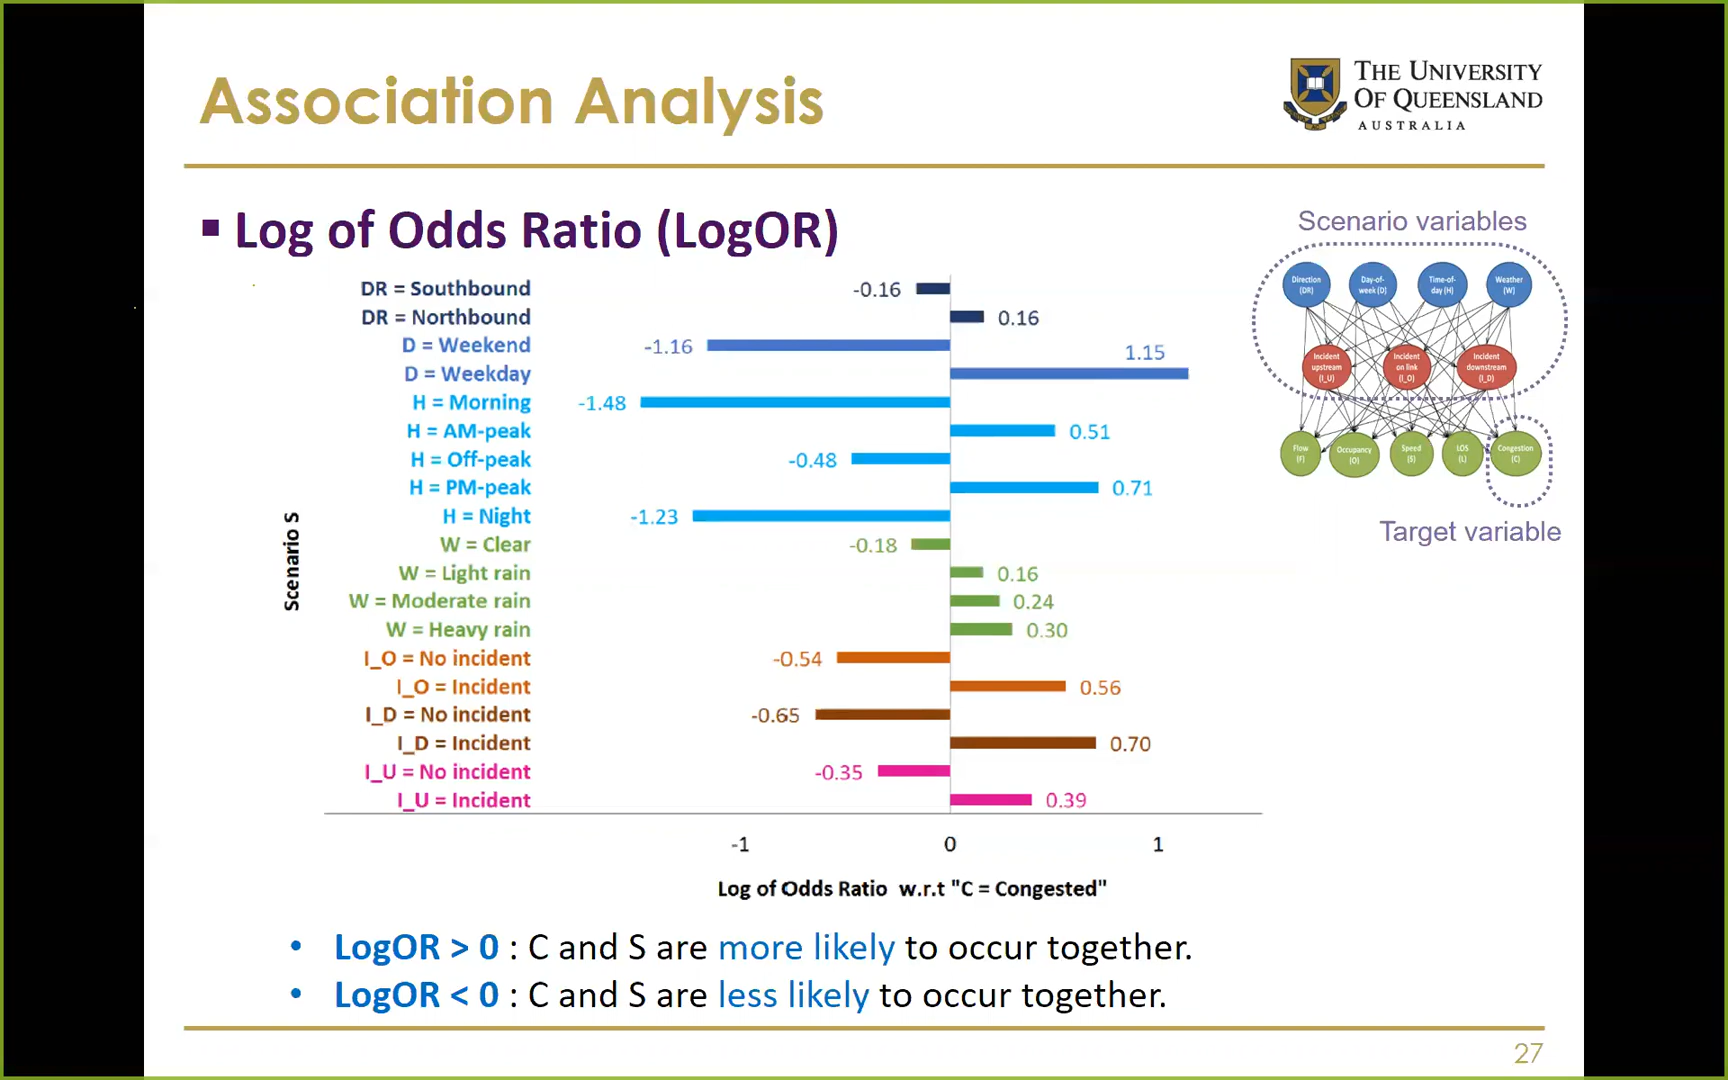 Association Analysis
THE UNIVERSITY
OF QUEENSLAND
AUSTRALIA
▪ Log of Odds Ratio (LogOR)
Scenario variables
Direction
(DR)
Day-of-
week (D)
Time-of-
day (H)
Weather
(W)
Incident
upstream
(I_U)
Incident
on link
(I_O)
Incident
downstream
(I_D)
Flow
(F)
Occupancy
(O)
Speed
(S)
LOS
(L)
Congestion
(C)
Target variable
Scenario S
DR = Southbound -0.16
DR = Northbound 0.16
D = Weekend -1.16
D = Weekday 1.15
H = Morning -1.48
H = AM-peak 0.51
H = Off-peak -0.48
H = PM-peak 0.71
H = Night -1.23
W = Clear -0.18
W = Light rain 0.16
W = Moderate rain 0.24
W = Heavy rain 0.30
I_O = No incident -0.54
I_O = Incident 0.56
I_D = No incident -0.65
I_D = Incident 0.70
I_U = No incident -0.35
I_U = Incident 0.39
-1 0 1
Log of Odds Ratio w.r.t "C = Congested"
• LogOR > 0 : C and S are more likely to occur together.
• LogOR < 0 : C and S are less likely to occur together.
27